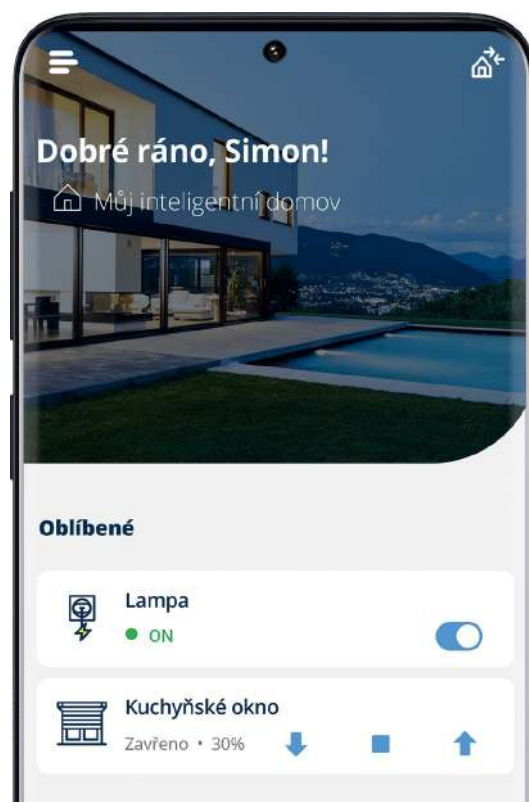 Dobré ráno, Simon!
Můj inteligentní domov
Oblíbené
Lampa
ON
Kuchyňské okno
Zavřeno • 30%